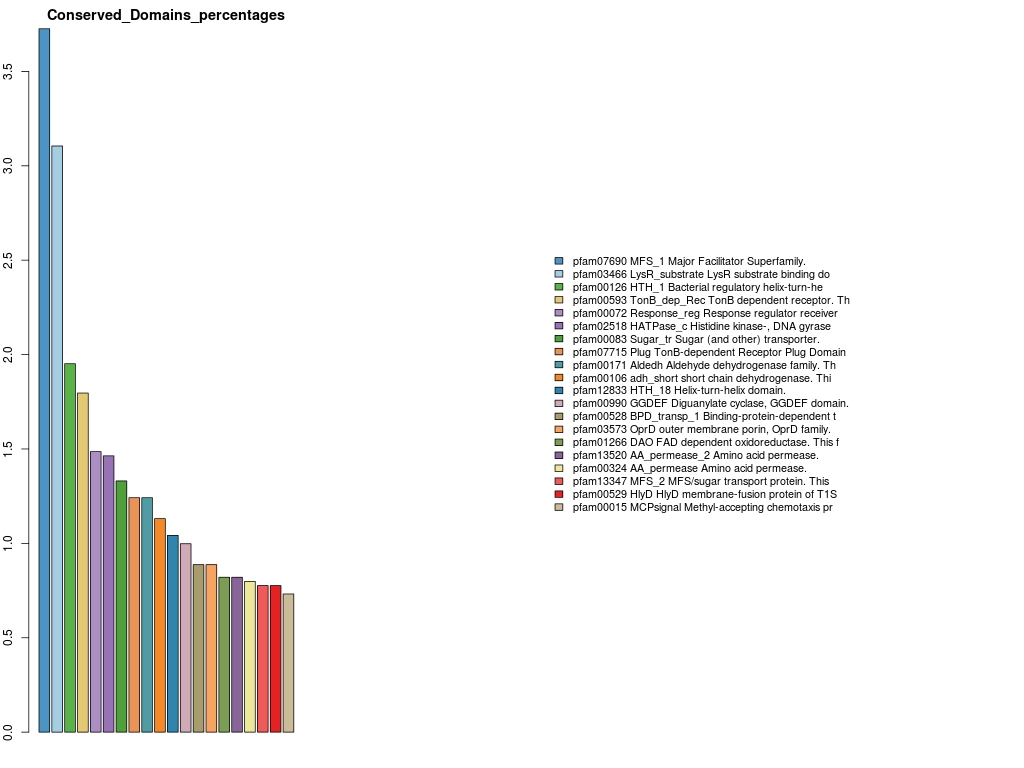 Conserved_Domains_percentages
3.5
3.0
2.5
2.0
1.5
1.0
0.5
0.0
pfam07690 MFS_1 Major Facilitator Superfamily.
pfam03466 LysR_substrate LysR substrate binding do
pfam00126 HTH_1 Bacterial regulatory helix-turn-he
pfam00593 TonB_dep_Rec TonB dependent receptor. Th
pfam00072 Response_reg Response regulator receiver
pfam02518 HATPase_c Histidine kinase-, DNA gyrase
pfam00083 Sugar_tr Sugar (and other) transporter.
pfam07715 Plug TonB-dependent Receptor Plug Domain
pfam00171 Aldedh Aldehyde dehydrogenase family. Th
pfam00106 adh_short short chain dehydrogenase. Thi
pfam12833 HTH_18 Helix-turn-helix domain.
pfam00990 GGDEF Diguanylate cyclase, GGDEF domain.
pfam00528 BPD_transp_1 Binding-protein-dependent t
pfam03573 OprD outer membrane porin, OprD family.
pfam01266 DAO FAD dependent oxidoreductase. This f
pfam13520 AA_permease_2 Amino acid permease.
pfam00324 AA_permease Amino acid permease.
pfam13347 MFS_2 MFS/sugar transport protein. This
pfam00529 HlyD HlyD membrane-fusion protein of T1S
pfam00015 MCPsignal Methyl-accepting chemotaxis pr